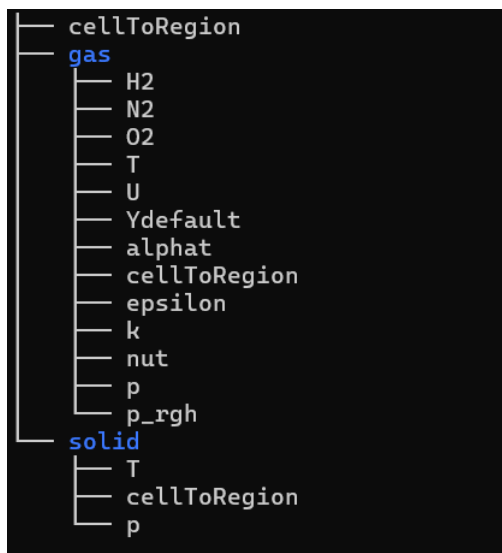 cellToRegion
gas
H2
N2
O2
T
U
Ydefault
alphat
cellToRegion
epsilon
k
nut
p
p_rgh
solid
T
cellToRegion
p